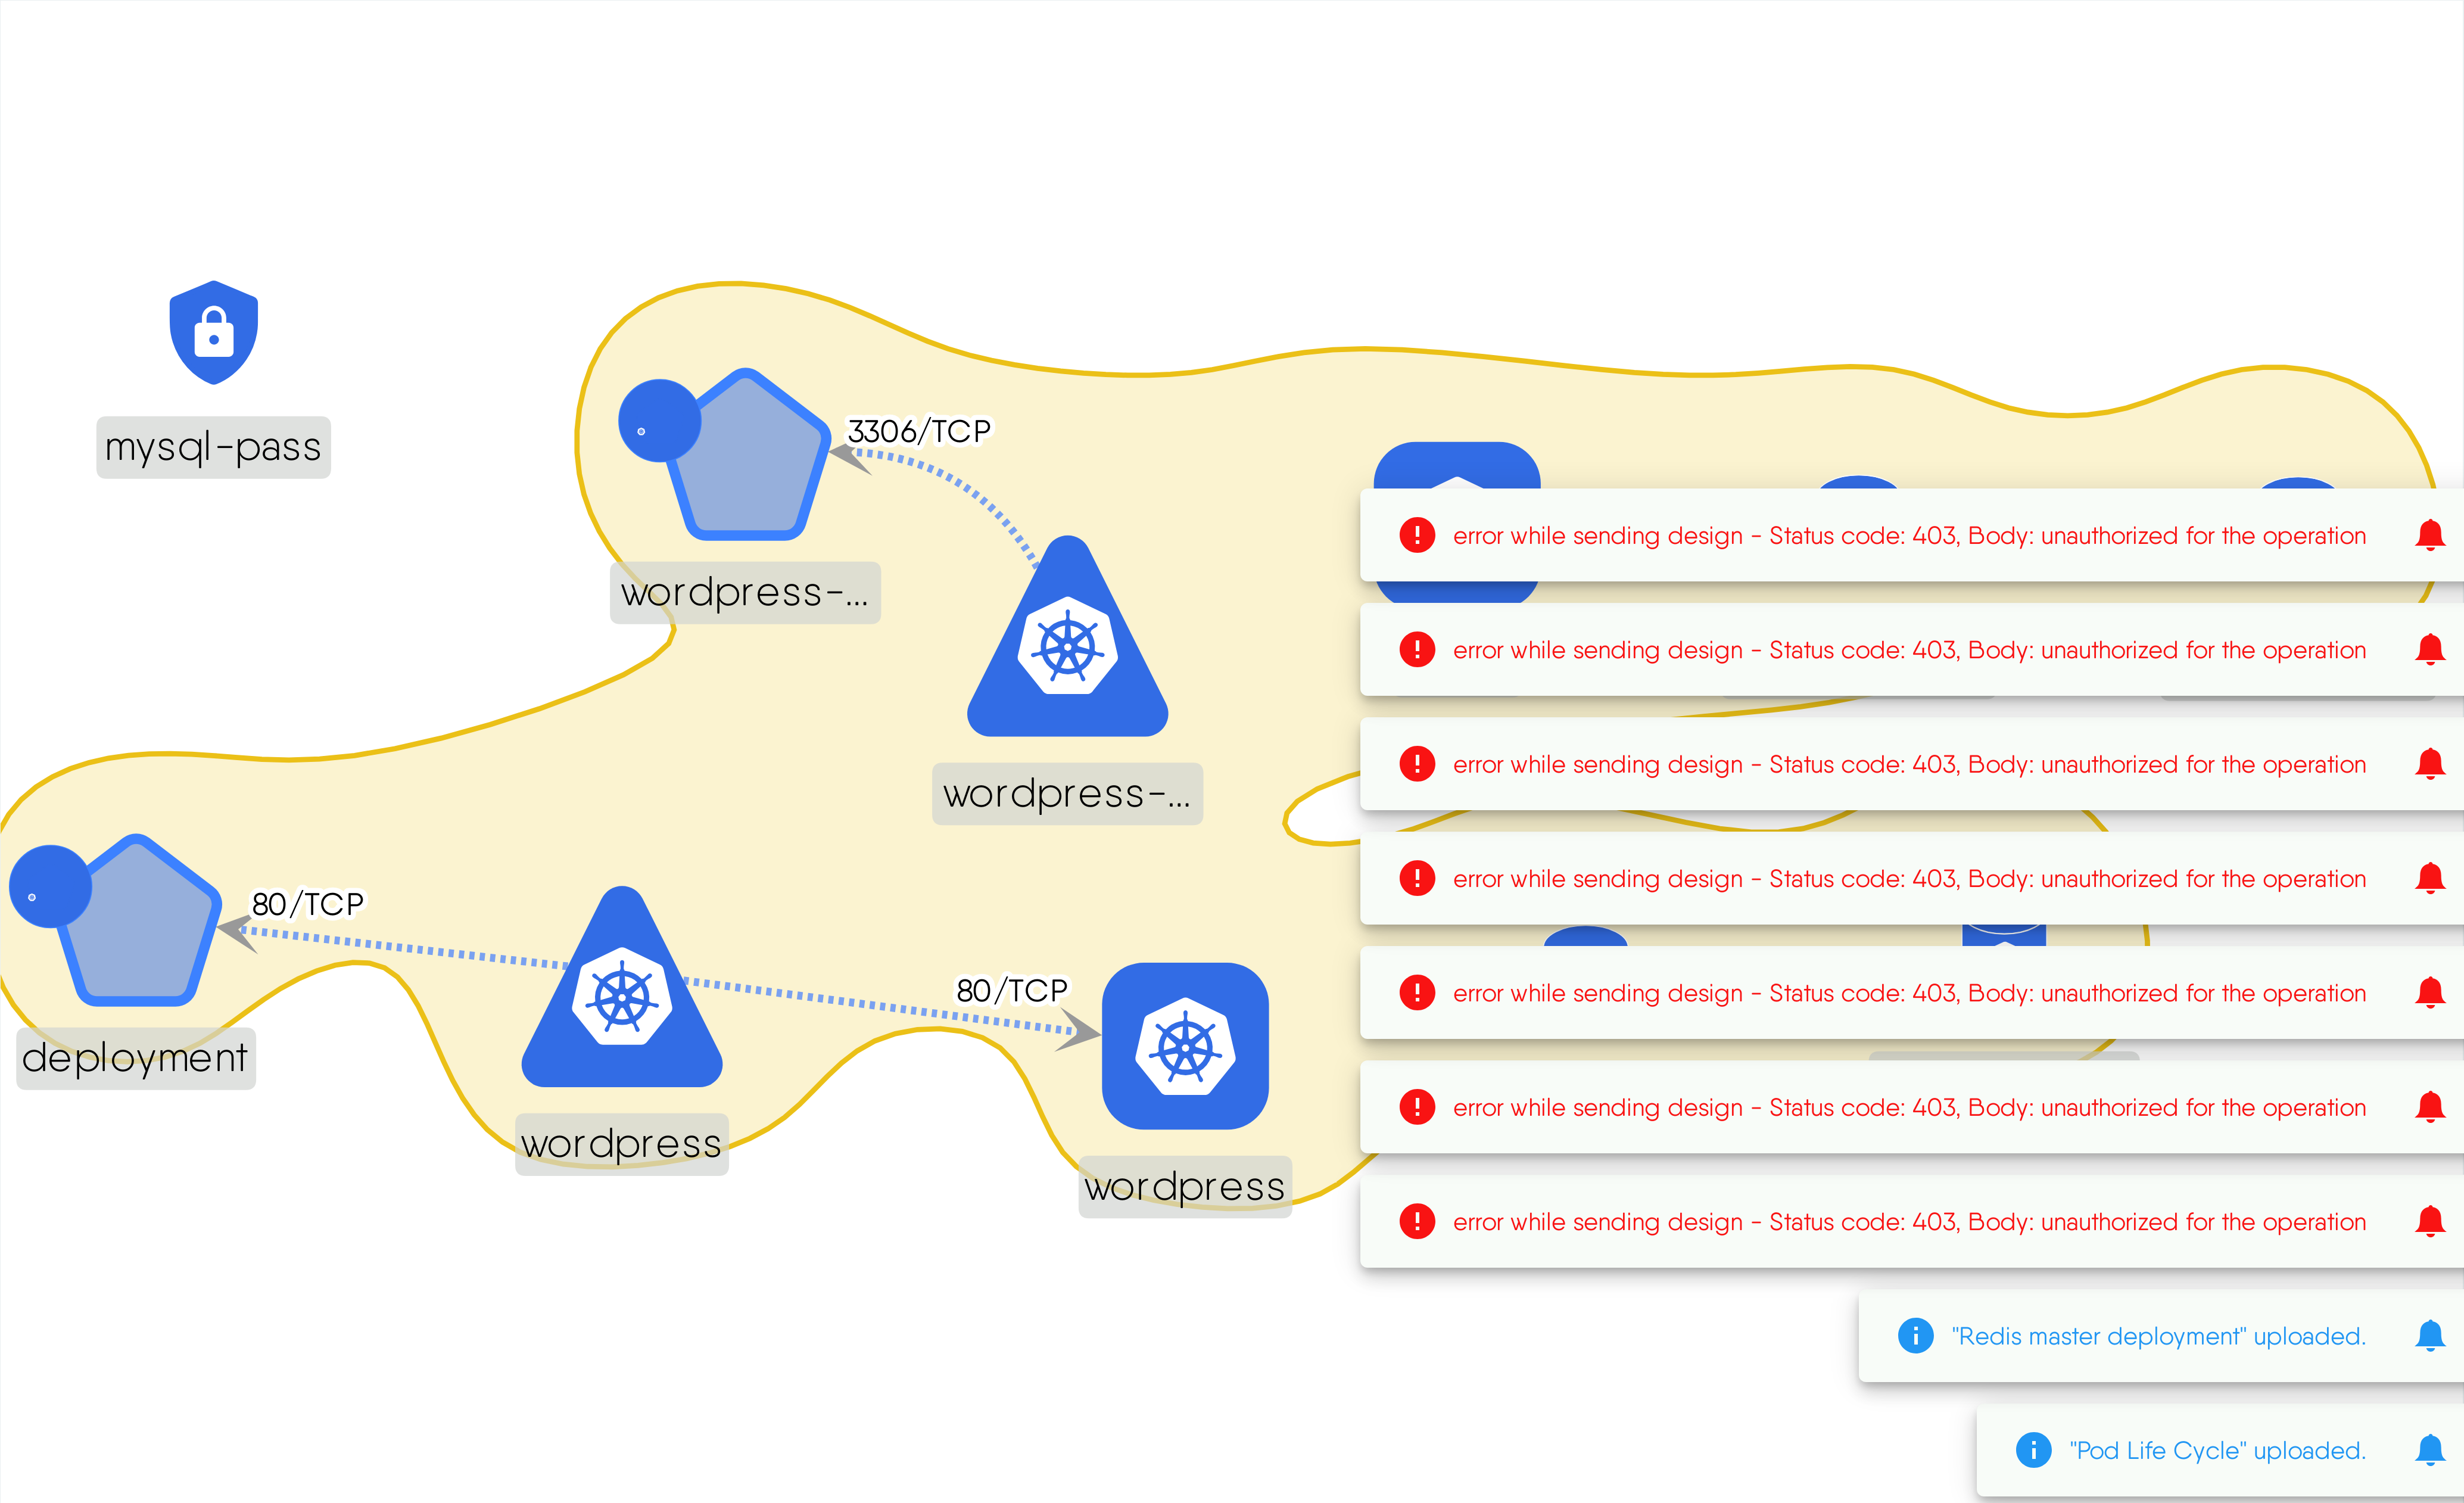 mysql-pass
3306/TCP
wordpress-...
wordpress-...
80/TCP
deployment
80/TCP
wordpress
wordpress
error while sending design - Status code: 403, Body: unauthorized for the operation
error while sending design - Status code: 403, Body: unauthorized for the operation
error while sending design - Status code: 403, Body: unauthorized for the operation
error while sending design - Status code: 403, Body: unauthorized for the operation
error while sending design - Status code: 403, Body: unauthorized for the operation
error while sending design - Status code: 403, Body: unauthorized for the operation
error while sending design - Status code: 403, Body: unauthorized for the operation
"Redis master deployment" uploaded.
"Pod Life Cycle" uploaded.